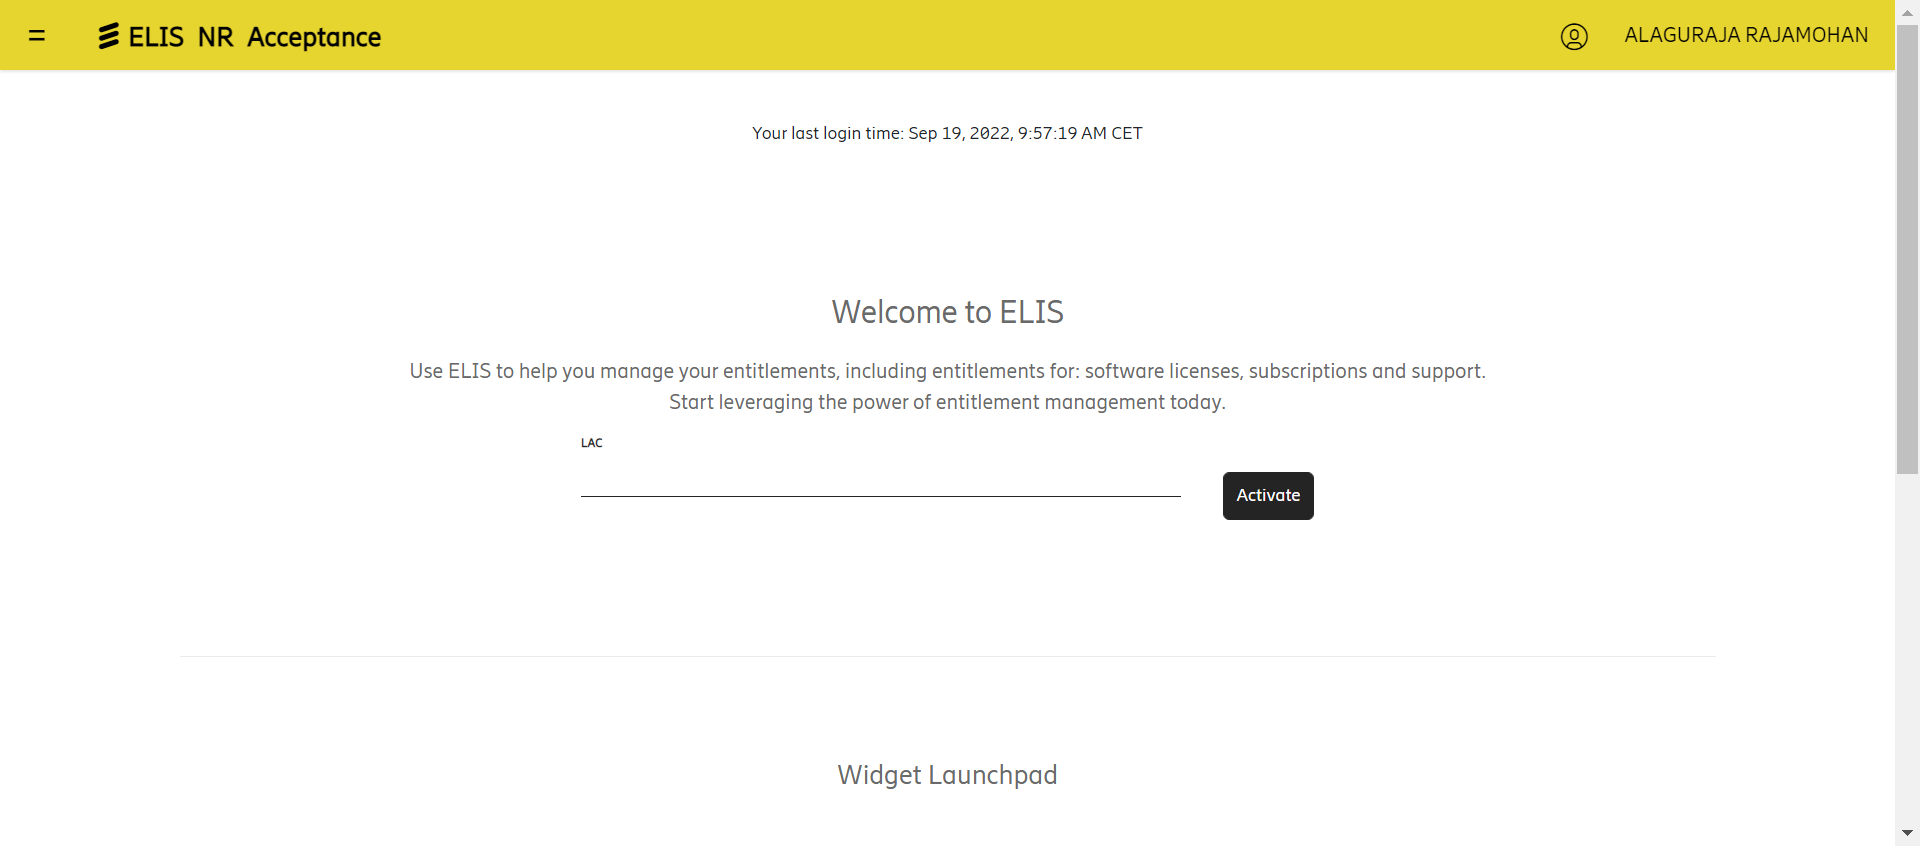 ELIS NR Acceptance
ALAGURAJA RAJAMOHAN
Your last login time: Sep 19, 2022, 9:57:19 AM CET
Welcome to ELIS
Use ELIS to help you manage your entitlements, including entitlements for: software licenses, subscriptions and support.
Start leveraging the power of entitlement management today.
LAC
Activate
Widget Launchpad